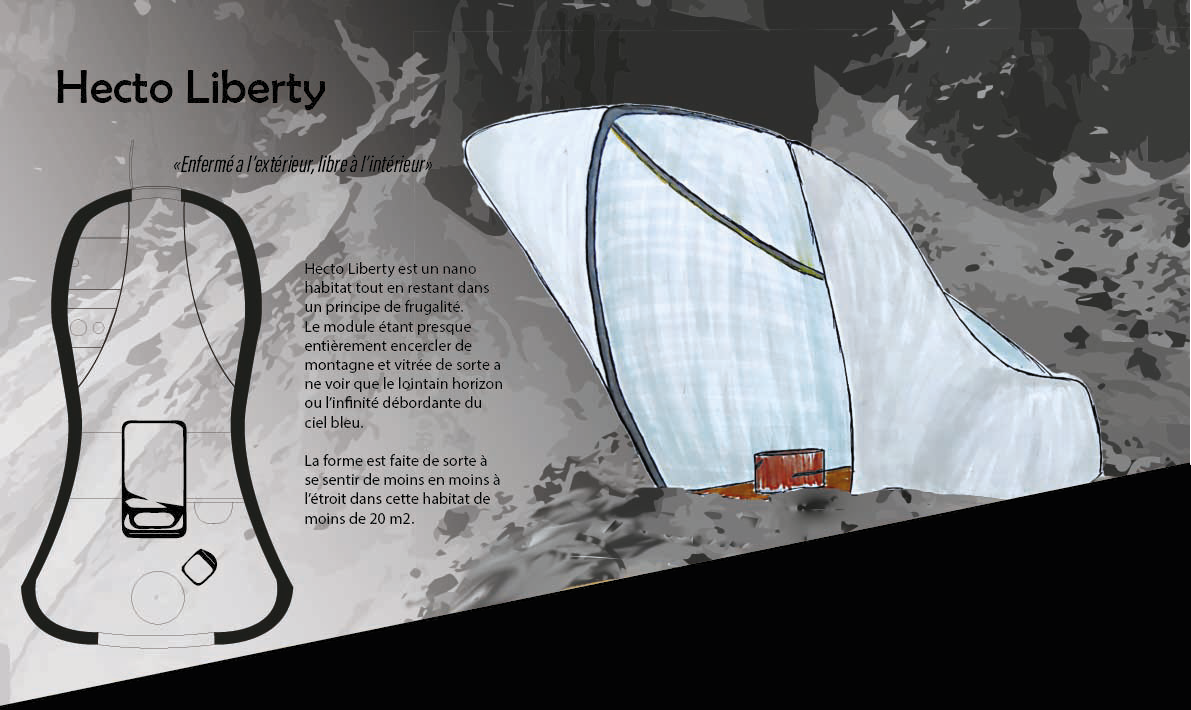 Hecto Liberty
«Enfermé a l'extérieur, libre à l'intérieur»
Hecto Liberty est un nano
habitat tout en restant dans
un principe de frugalité.
Le module étant presque
entièrement encercler de
montagne et vitrée de sorte a
ne voir que le lointain horizon
ou l'infinité débordante du
ciel bleu.
La forme est faite de sorte à
se sentir de moins en moins à
l'étroit dans cette habitat de
moins de 20 m2.